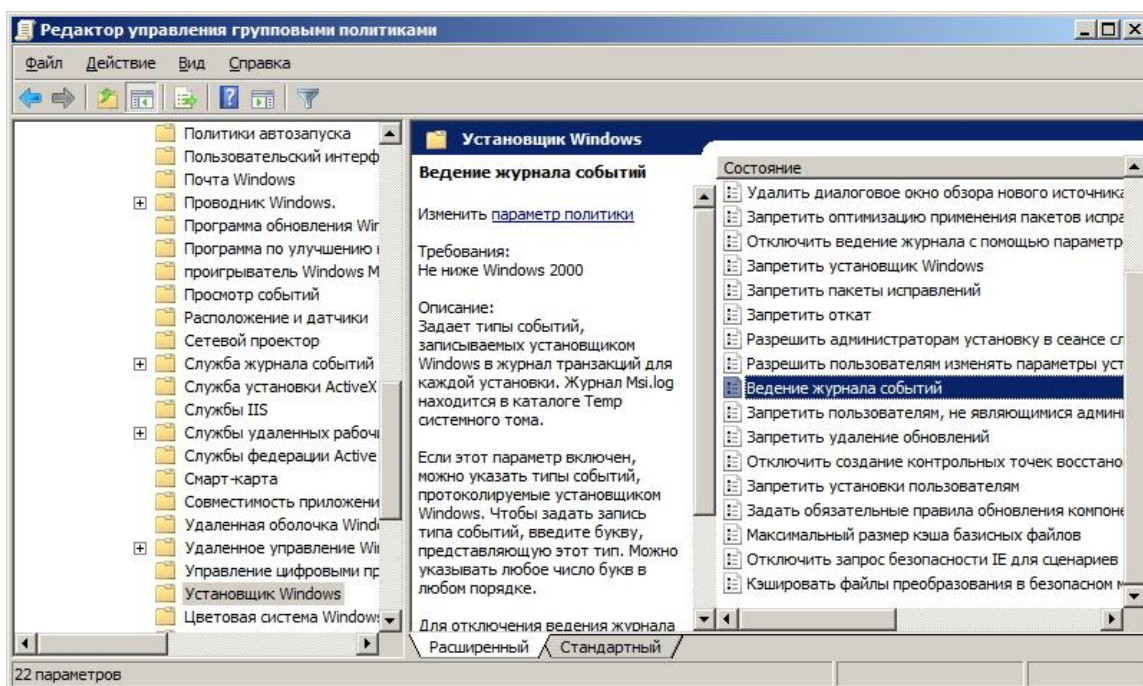 Редактор управления групповыми политиками
Файл Действие Вид Справка
Политики автозапуска
Пользовательский интерф
Почта Windows
Проводник Windows.
Программа обновления Wir
Программа по улучшению
проигрыватель Windows M
Просмотр событий
Расположение и датчики
Сетевой проектор
Служба журнала событий
Служба установки ActiveX
Службы IIS
Службы удаленных рабоч
Службы федерации Active
Смарт-карта
Совместимость приложени
Удаленная оболочка Wind
Удаленное управление Wi
Управление цифровыми пр
Установщик Windows
Цветовая система Window
Установщик Windows
Ведение журнала событий
Изменить параметр политики
Требования:
Не ниже Windows 2000
Описание:
Задает типы событий,
записываемых установщиком
Windows в журнал транзакций для
каждой установки. Журнал Msi.log
находится в каталоге Temp
системного тома.
Если этот параметр включен,
можно указать типы событий,
протоколируемые установщиком
Windows. Чтобы задать запись
типа событий, введите букву,
представляющую этот тип. Можно
указывать любое число букв в
любом порядке.
Для отключения ведения журнала
Состояние
Удалить диалоговое окно обзора нового источника
Запретить оптимизацию применения пакетов испра
Отключить ведение журнала с помощью параметр
Запретить установщик Windows
Запретить пакеты исправлений
Запретить откат
Разрешить администраторам установку в сеансе сл
Разрешить пользователям изменять параметры уст
Ведение журнала событий
Запретить пользователям, не являющимися админ
Запретить удаление обновлений
Отключить создание контрольных точек восстано
Запретить установки пользователям
Задать обязательные правила обновления компоне
Максимальный размер кэша базисных файлов
Отключить запрос безопасности IE для сценариев
Кэшировать файлы преобразования в безопасном м
Расширенный Стандартный
22 параметров